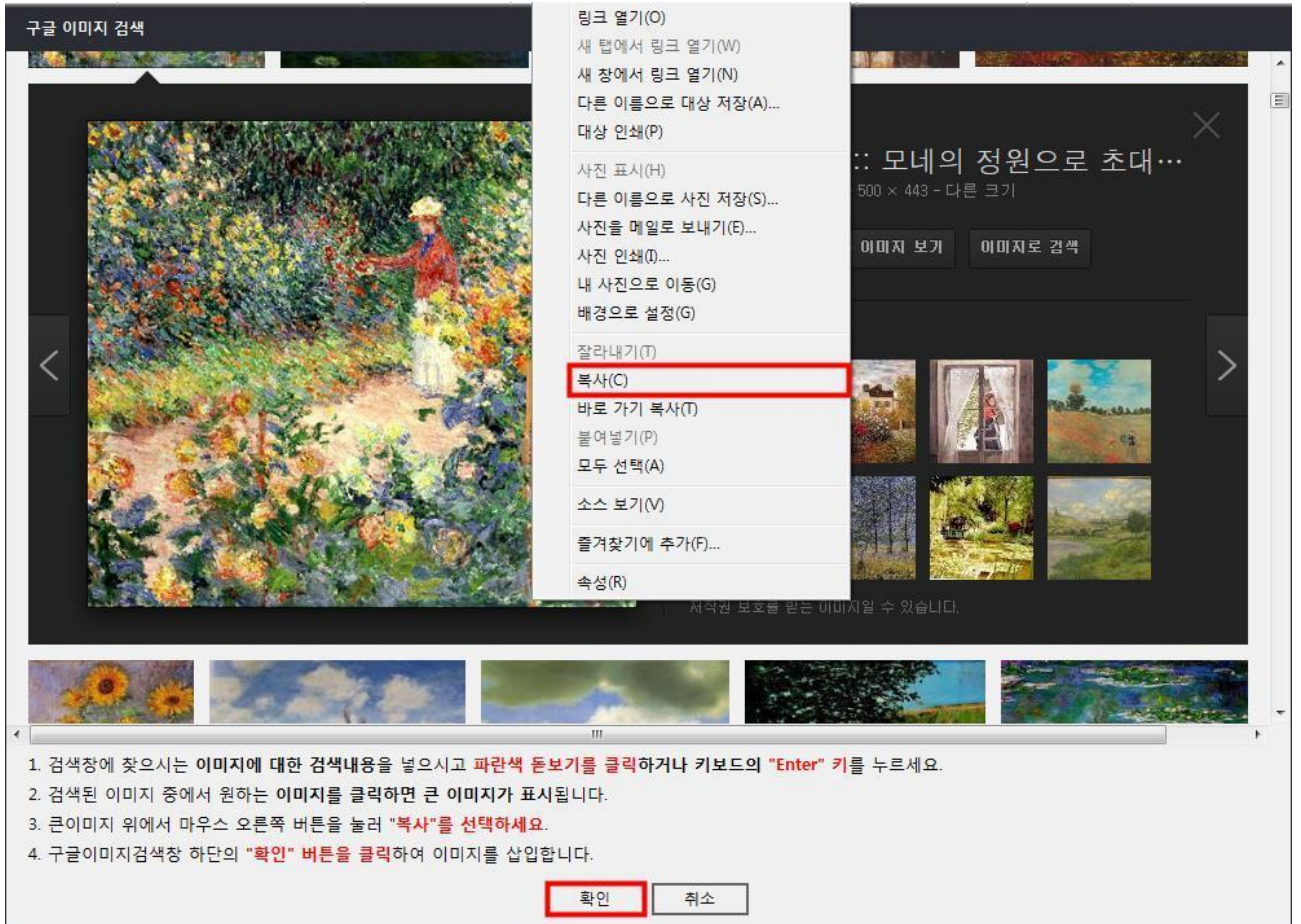 구글 이미지 검색
링크 열기(O)
새 탭에서 링크 열기(W)
새 창에서 링크 열기(N)
다른 이름으로 대상 저장(A)...
대상 인쇄(P)
사진 표시(H)
다른 이름으로 사진 저장(S)...
사진을 메일로 보내기(E)...
사진 인쇄(I)...
내 사진으로 이동(G)
배경으로 설정(G)
잘라내기(T)
복사(C)
바로 가기 복사(T)
붙여넣기(P)
모두 선택(A)
소스 보기(V)
즐겨찾기에 추가(F)...
속성(R)
:: 모네의 정원으로 초대…
500 × 443 - 다른 크기
이미지 보기 이미지로 검색
저작권 보호를 받는 이미지일 수 있습니다.
1. 검색창에 찾으시는 이미지에 대한 검색내용을 넣으시고 파란색 돋보기를 클릭하거나 키보드의 "Enter" 키를 누르세요.
2. 검색된 이미지 중에서 원하는 이미지를 클릭하면 큰 이미지가 표시됩니다.
3. 큰이미지 위에서 마우스 오른쪽 버튼을 눌러 "복사"를 선택하세요.
4. 구글이미지검색창 하단의 "확인" 버튼을 클릭하여 이미지를 삽입합니다.
확인 취소